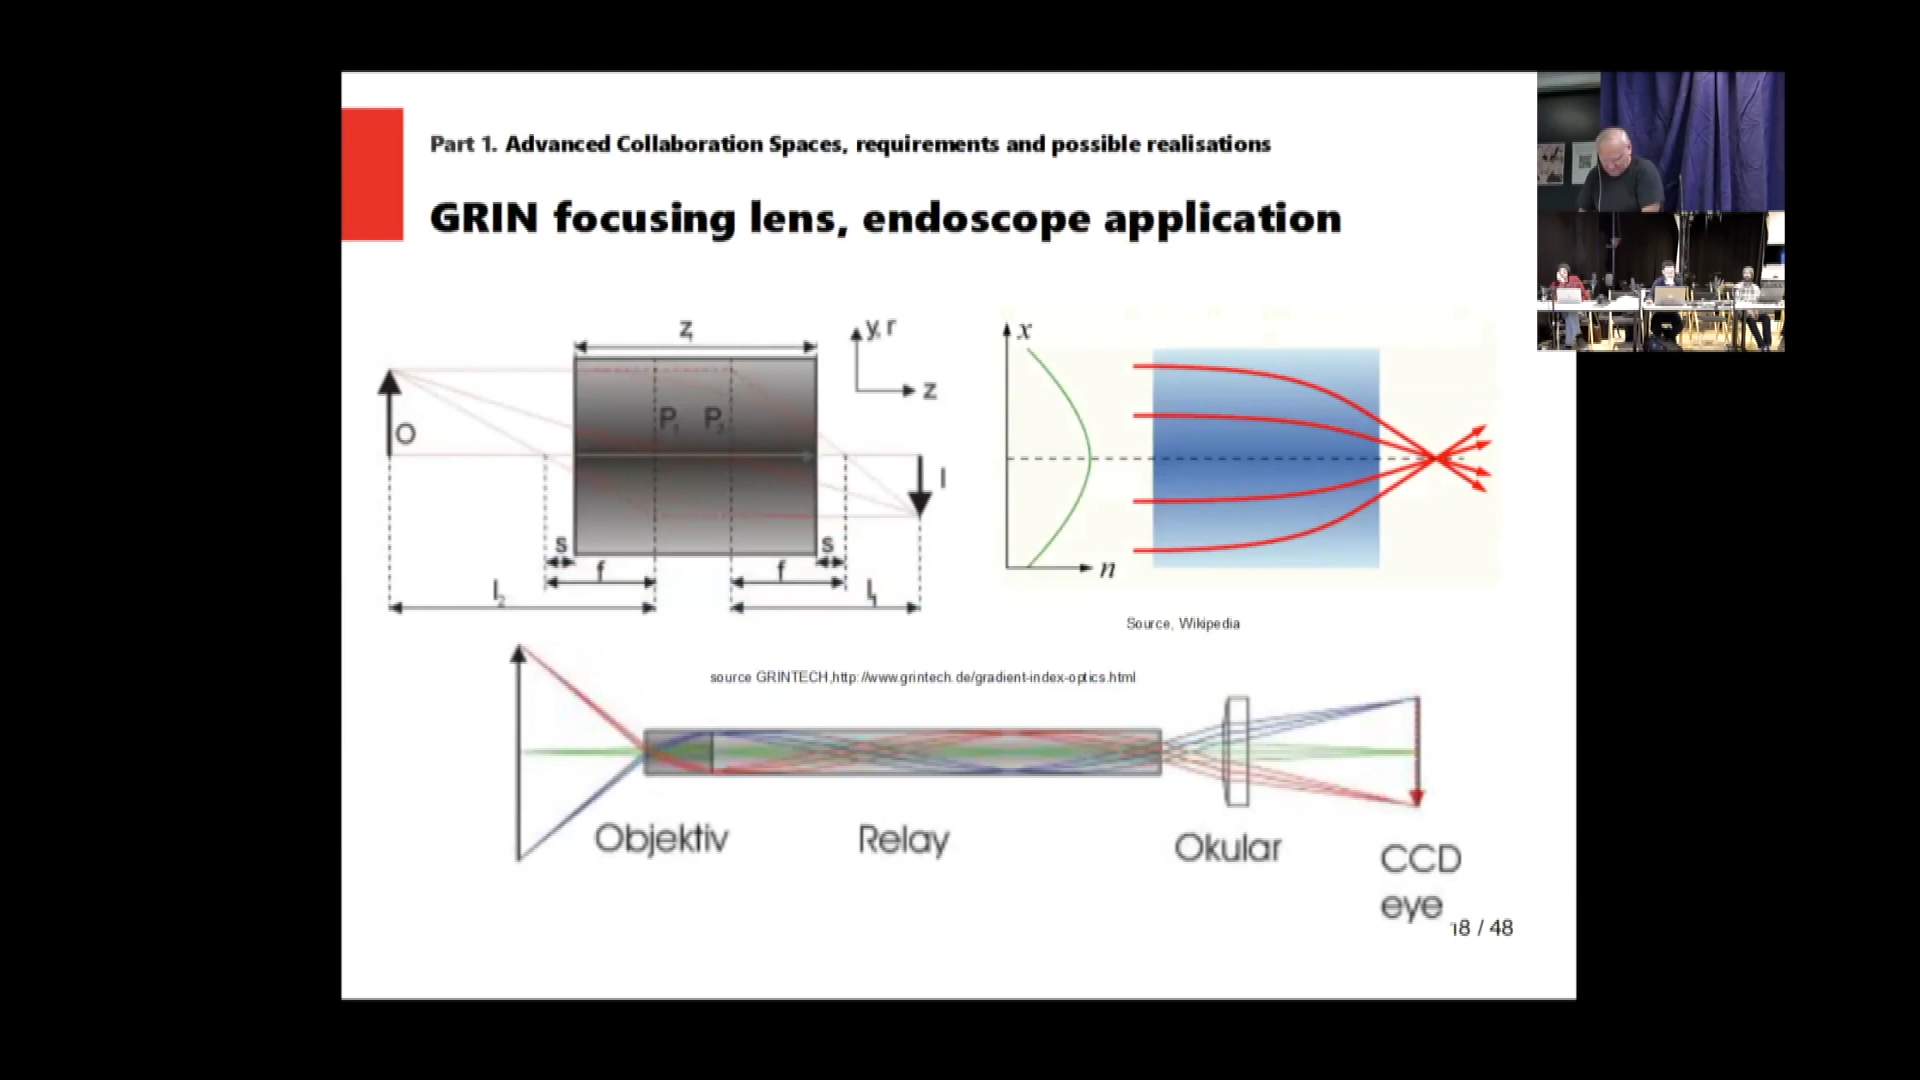 Part 1. Advanced Collaboration Spaces, requirements and possible realisations
GRIN focusing lens, endoscope application
z
y, r
z
O
P1 P2
I
s
s
f
f
l2
l1
x
n
Source, Wikipedia
source GRINTECH,http://www.grintech.de/gradient-index-optics.html
Objektiv
Relay
Okular
CCD
eye
18 / 48